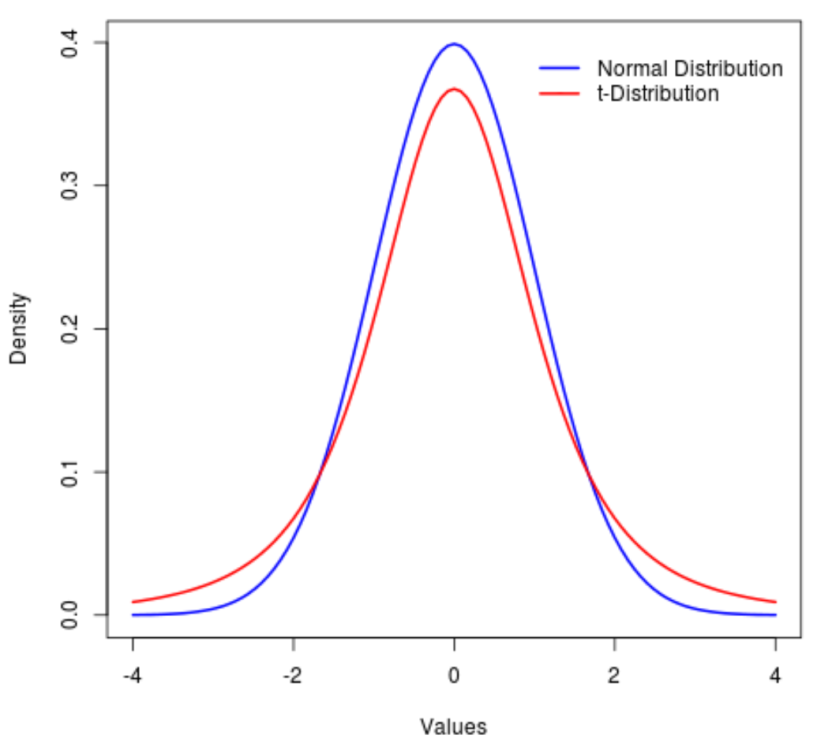 0.4
Normal Distribution
t-Distribution
0.3
Density
0.2
0.1
0.0
-4 -2 0 2 4
Values